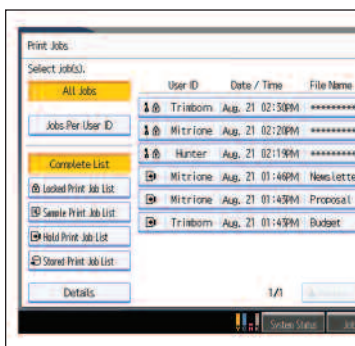 Print Jobs
Select job(s).
All Jobs
Jobs Per User ID
Complete List
Locked Print Job List
Sample Print Job List
Hold Print Job List
Stored Print Job List
Details
User ID Date / Time File Name
Trimborn Aug. 21 02:50PM *********
Mitrione Aug. 21 02:20PM *********
Hunter Aug. 21 02:19PM *********
Mitrione Aug. 21 01:46PM Newslette
Mitrione Aug. 21 01:45PM Proposal
Trimborn Aug. 21 01:43PM Budget
1/1
System Status Jo